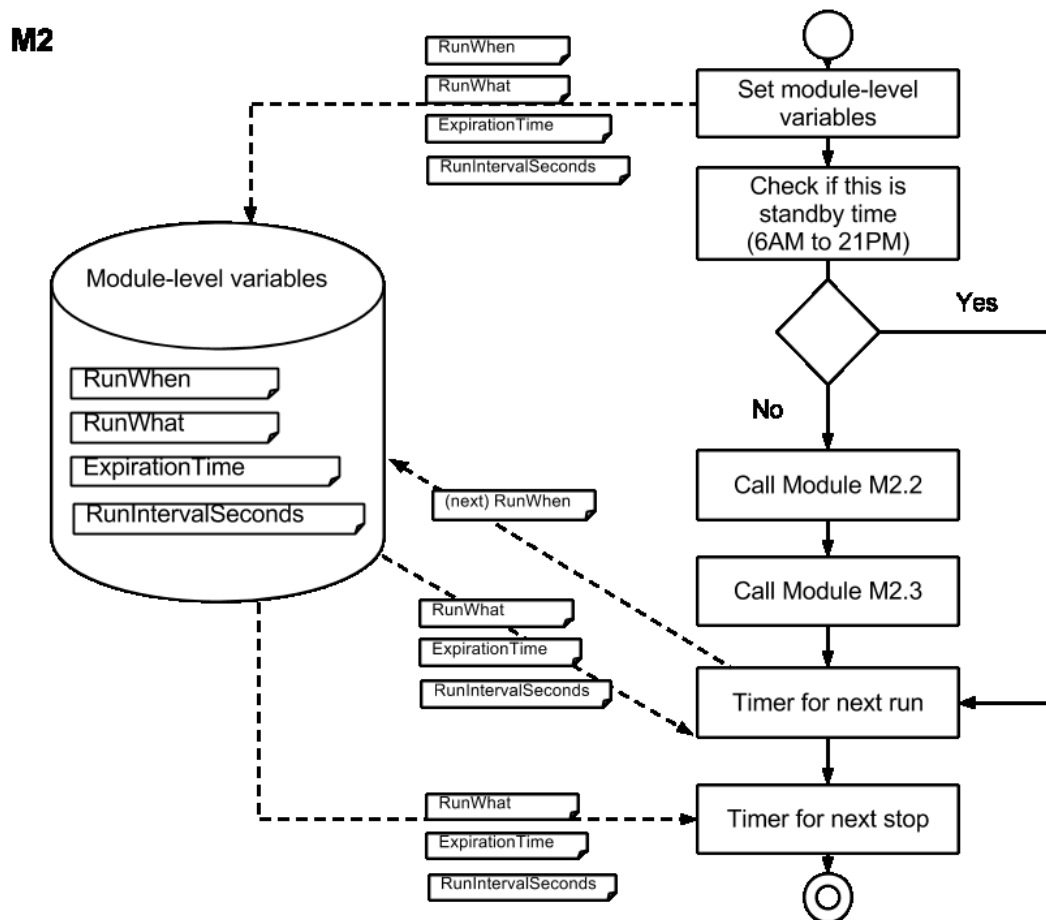 M2
RunWhen
RunWhat
ExpirationTime
RunIntervalSeconds
Set module-level
variables
Check if this is
standby time
(6AM to 21PM)
Yes
No
Module-level variables
RunWhen
RunWhat
ExpirationTime
RunIntervalSeconds
(next) RunWhen
Call Module M2.2
Call Module M2.3
RunWhat
ExpirationTime
RunIntervalSeconds
Timer for next run
RunWhat
ExpirationTime
RunIntervalSeconds
Timer for next stop